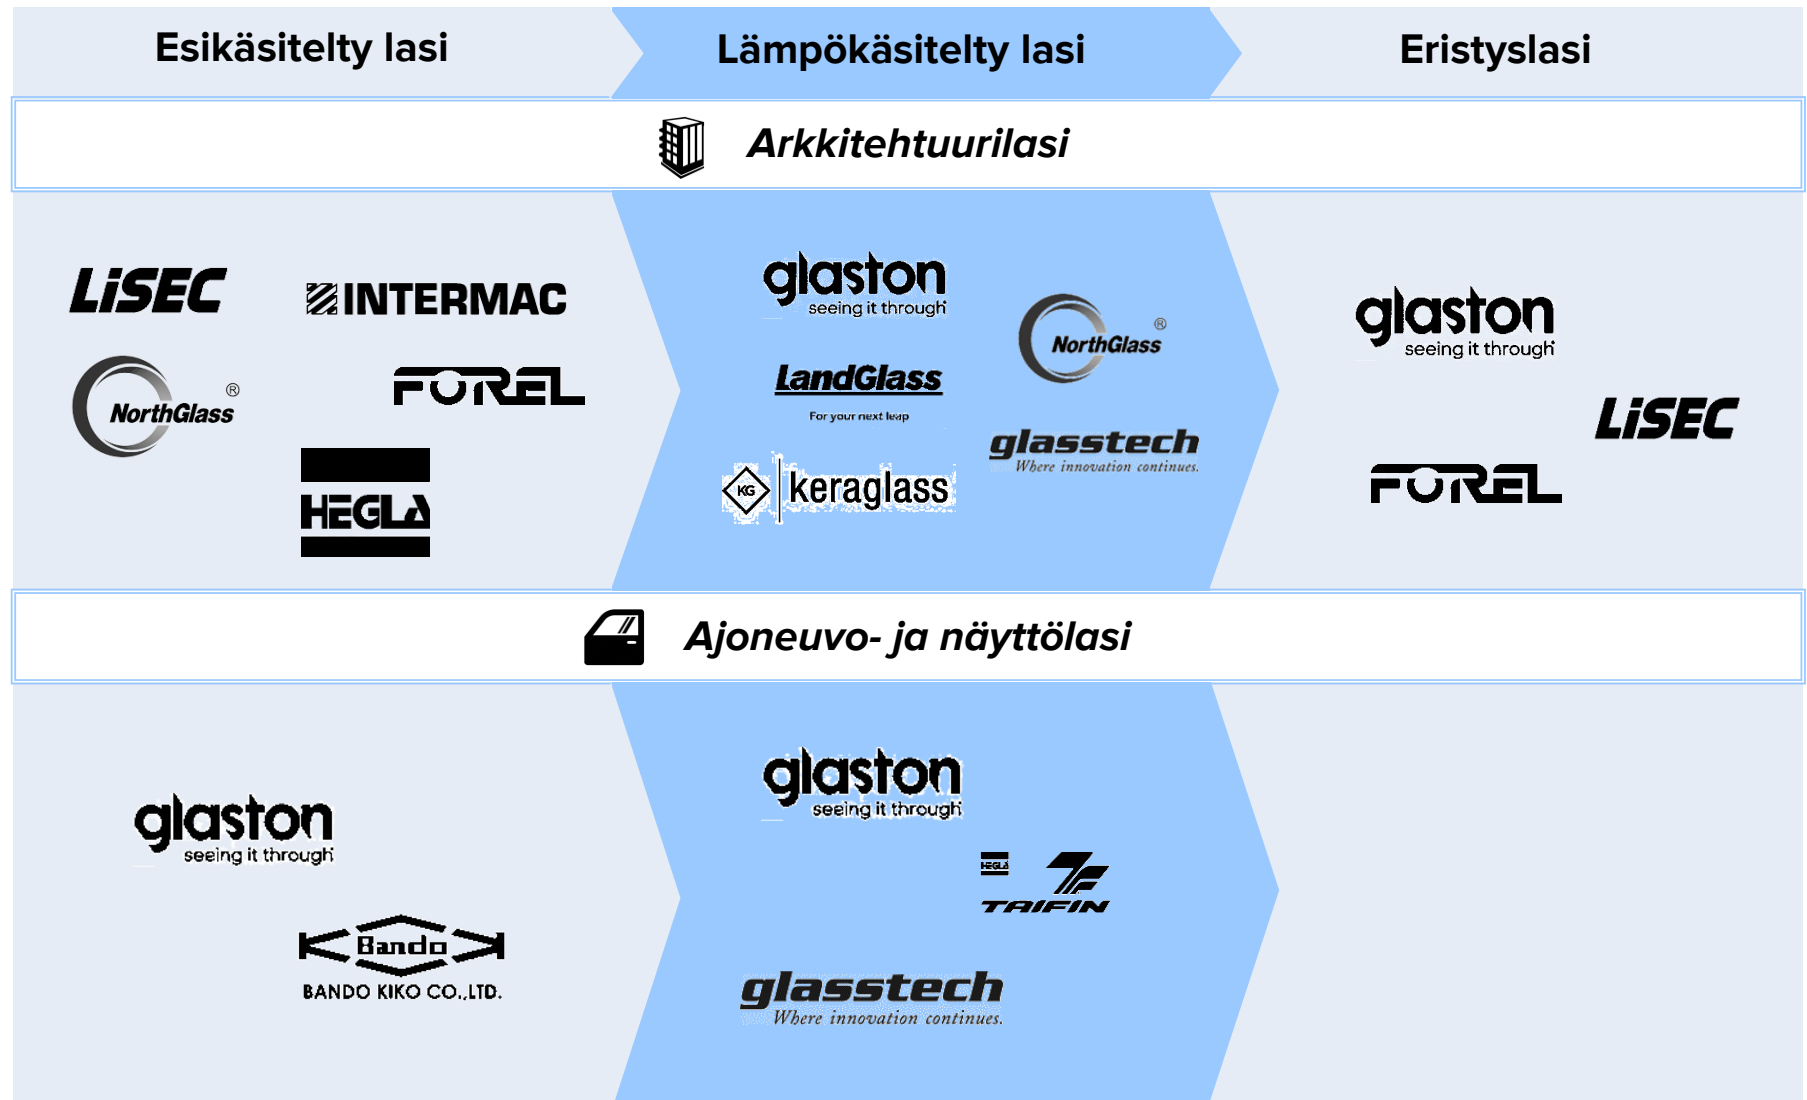 Esikäsitelty lasi
Lämpökäsitelty lasi
Eristyslasi
Arkkitehtuurilasi
LiSEC
INTERMAC
NorthGlass®
FOREL
HEGLA
glaston
seeing it through
NorthGlass®
LandGlass
For your next leap
glasstech
Where innovation continues.
KG keraglass
glaston
seeing it through
LiSEC
FOREL
Ajoneuvo- ja näyttölasi
glaston
seeing it through
Bando
BANDO KIKO CO.,LTD.
glaston
seeing it through
HEGLA
TAIFIN
glasstech
Where innovation continues.